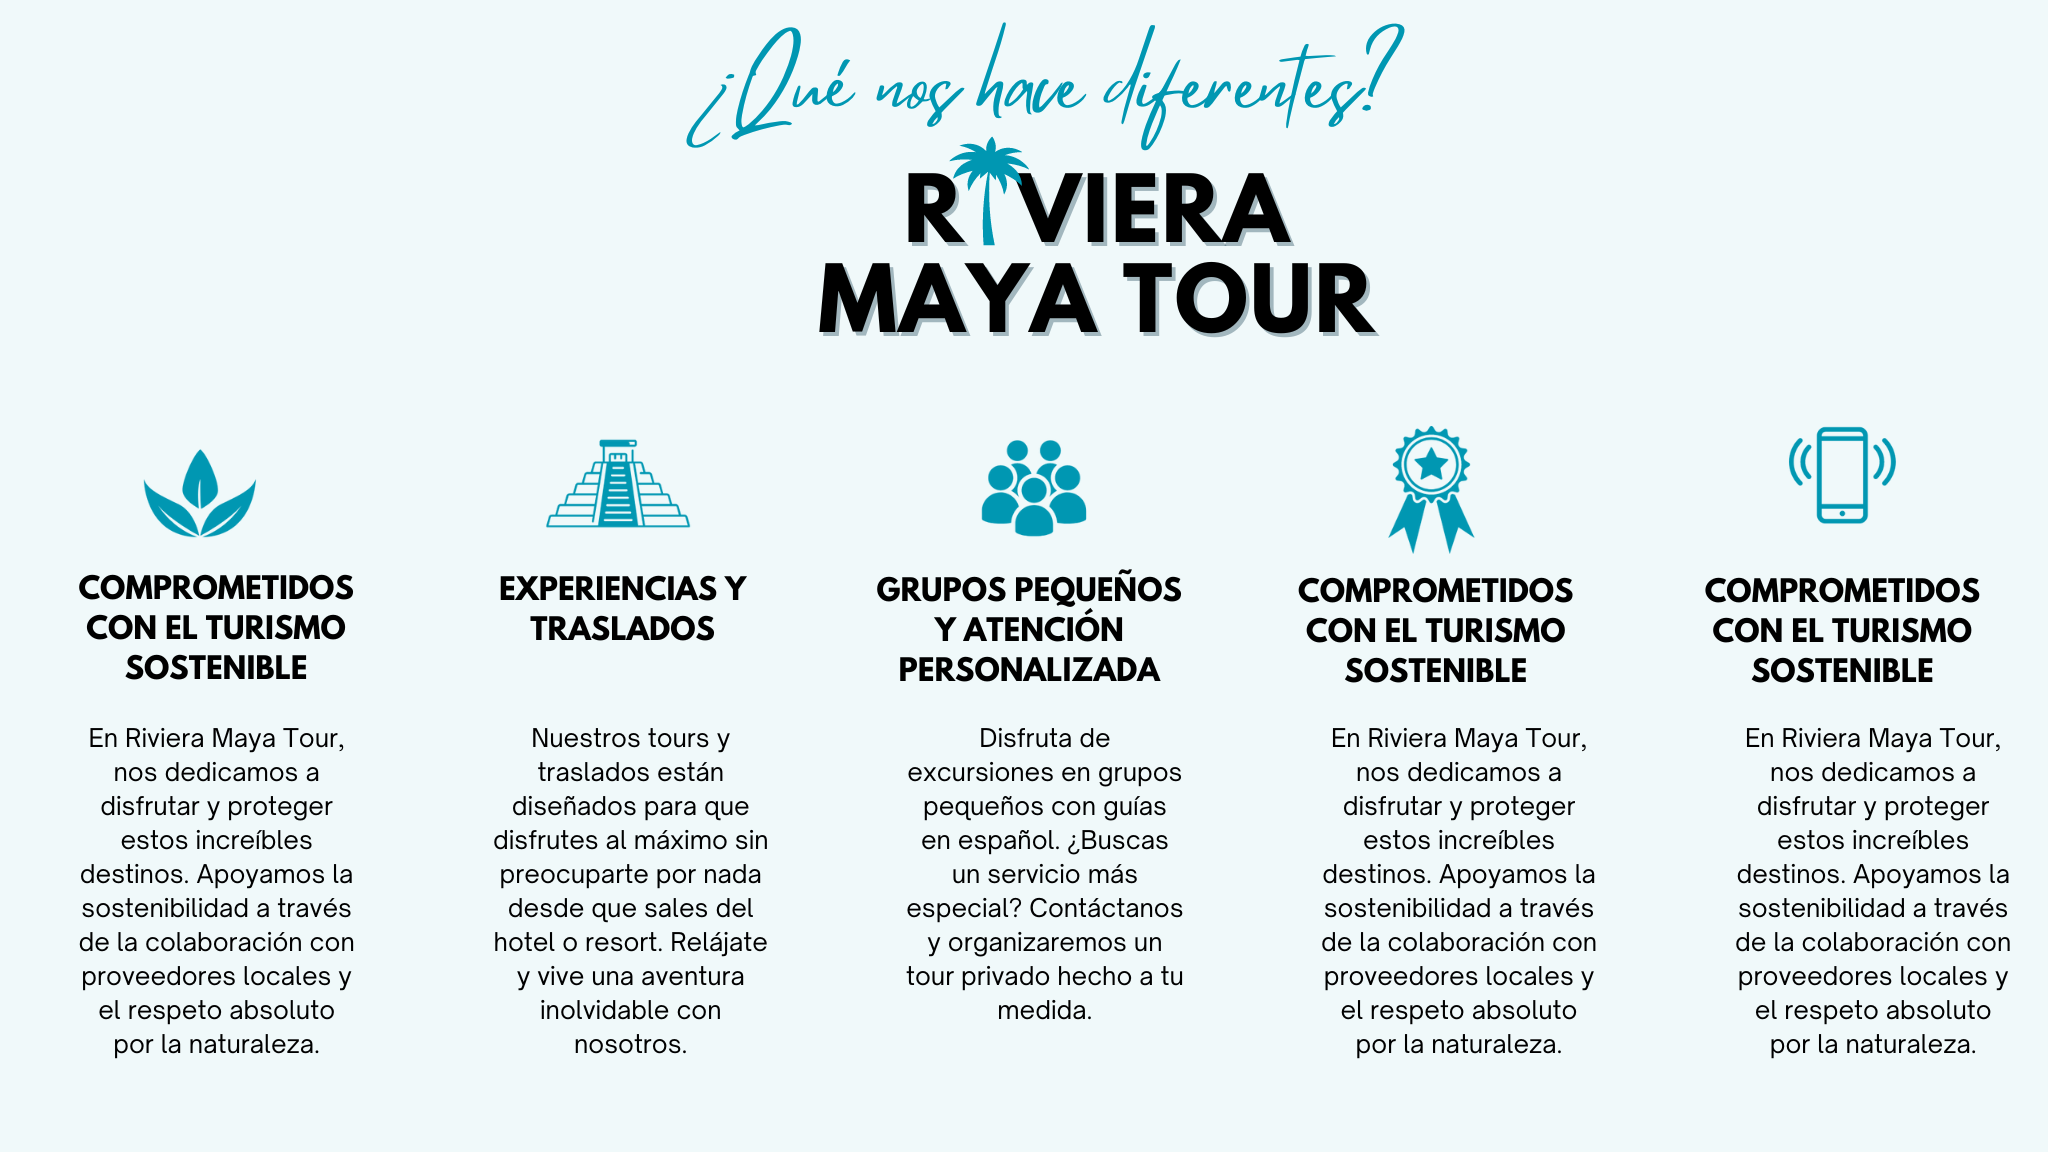 ¿Qué nos hace diferentes?
RIVIERA
MAYA TOUR
COMPROMETIDOS
CON EL TURISMO
SOSTENIBLE
En Riviera Maya Tour,
nos dedicamos a
disfrutar y proteger
estos increíbles
destinos. Apoyamos la
sostenibilidad a través
de la colaboración con
proveedores locales y
el respeto absoluto
por la naturaleza.
EXPERIENCIAS Y
TRASLADOS
Nuestros tours y
traslados están
diseñados para que
disfrutes al máximo sin
preocuparte por nada
desde que sales del
hotel o resort. Relájate
y vive una aventura
inolvidable con
nosotros.
GRUPOS PEQUEÑOS
Y ATENCIÓN
PERSONALIZADA
Disfruta de
excursiones en grupos
pequeños con guías
en español. ¿Buscas
un servicio más
especial? Contáctanos
y organizaremos un
tour privado hecho a tu
medida.
COMPROMETIDOS
CON EL TURISMO
SOSTENIBLE
En Riviera Maya Tour,
nos dedicamos a
disfrutar y proteger
estos increíbles
destinos. Apoyamos la
sostenibilidad a través
de la colaboración con
proveedores locales y
el respeto absoluto
por la naturaleza.
COMPROMETIDOS
CON EL TURISMO
SOSTENIBLE
En Riviera Maya Tour,
nos dedicamos a
disfrutar y proteger
estos increíbles
destinos. Apoyamos la
sostenibilidad a través
de la colaboración con
proveedores locales y
el respeto absoluto
por la naturaleza.